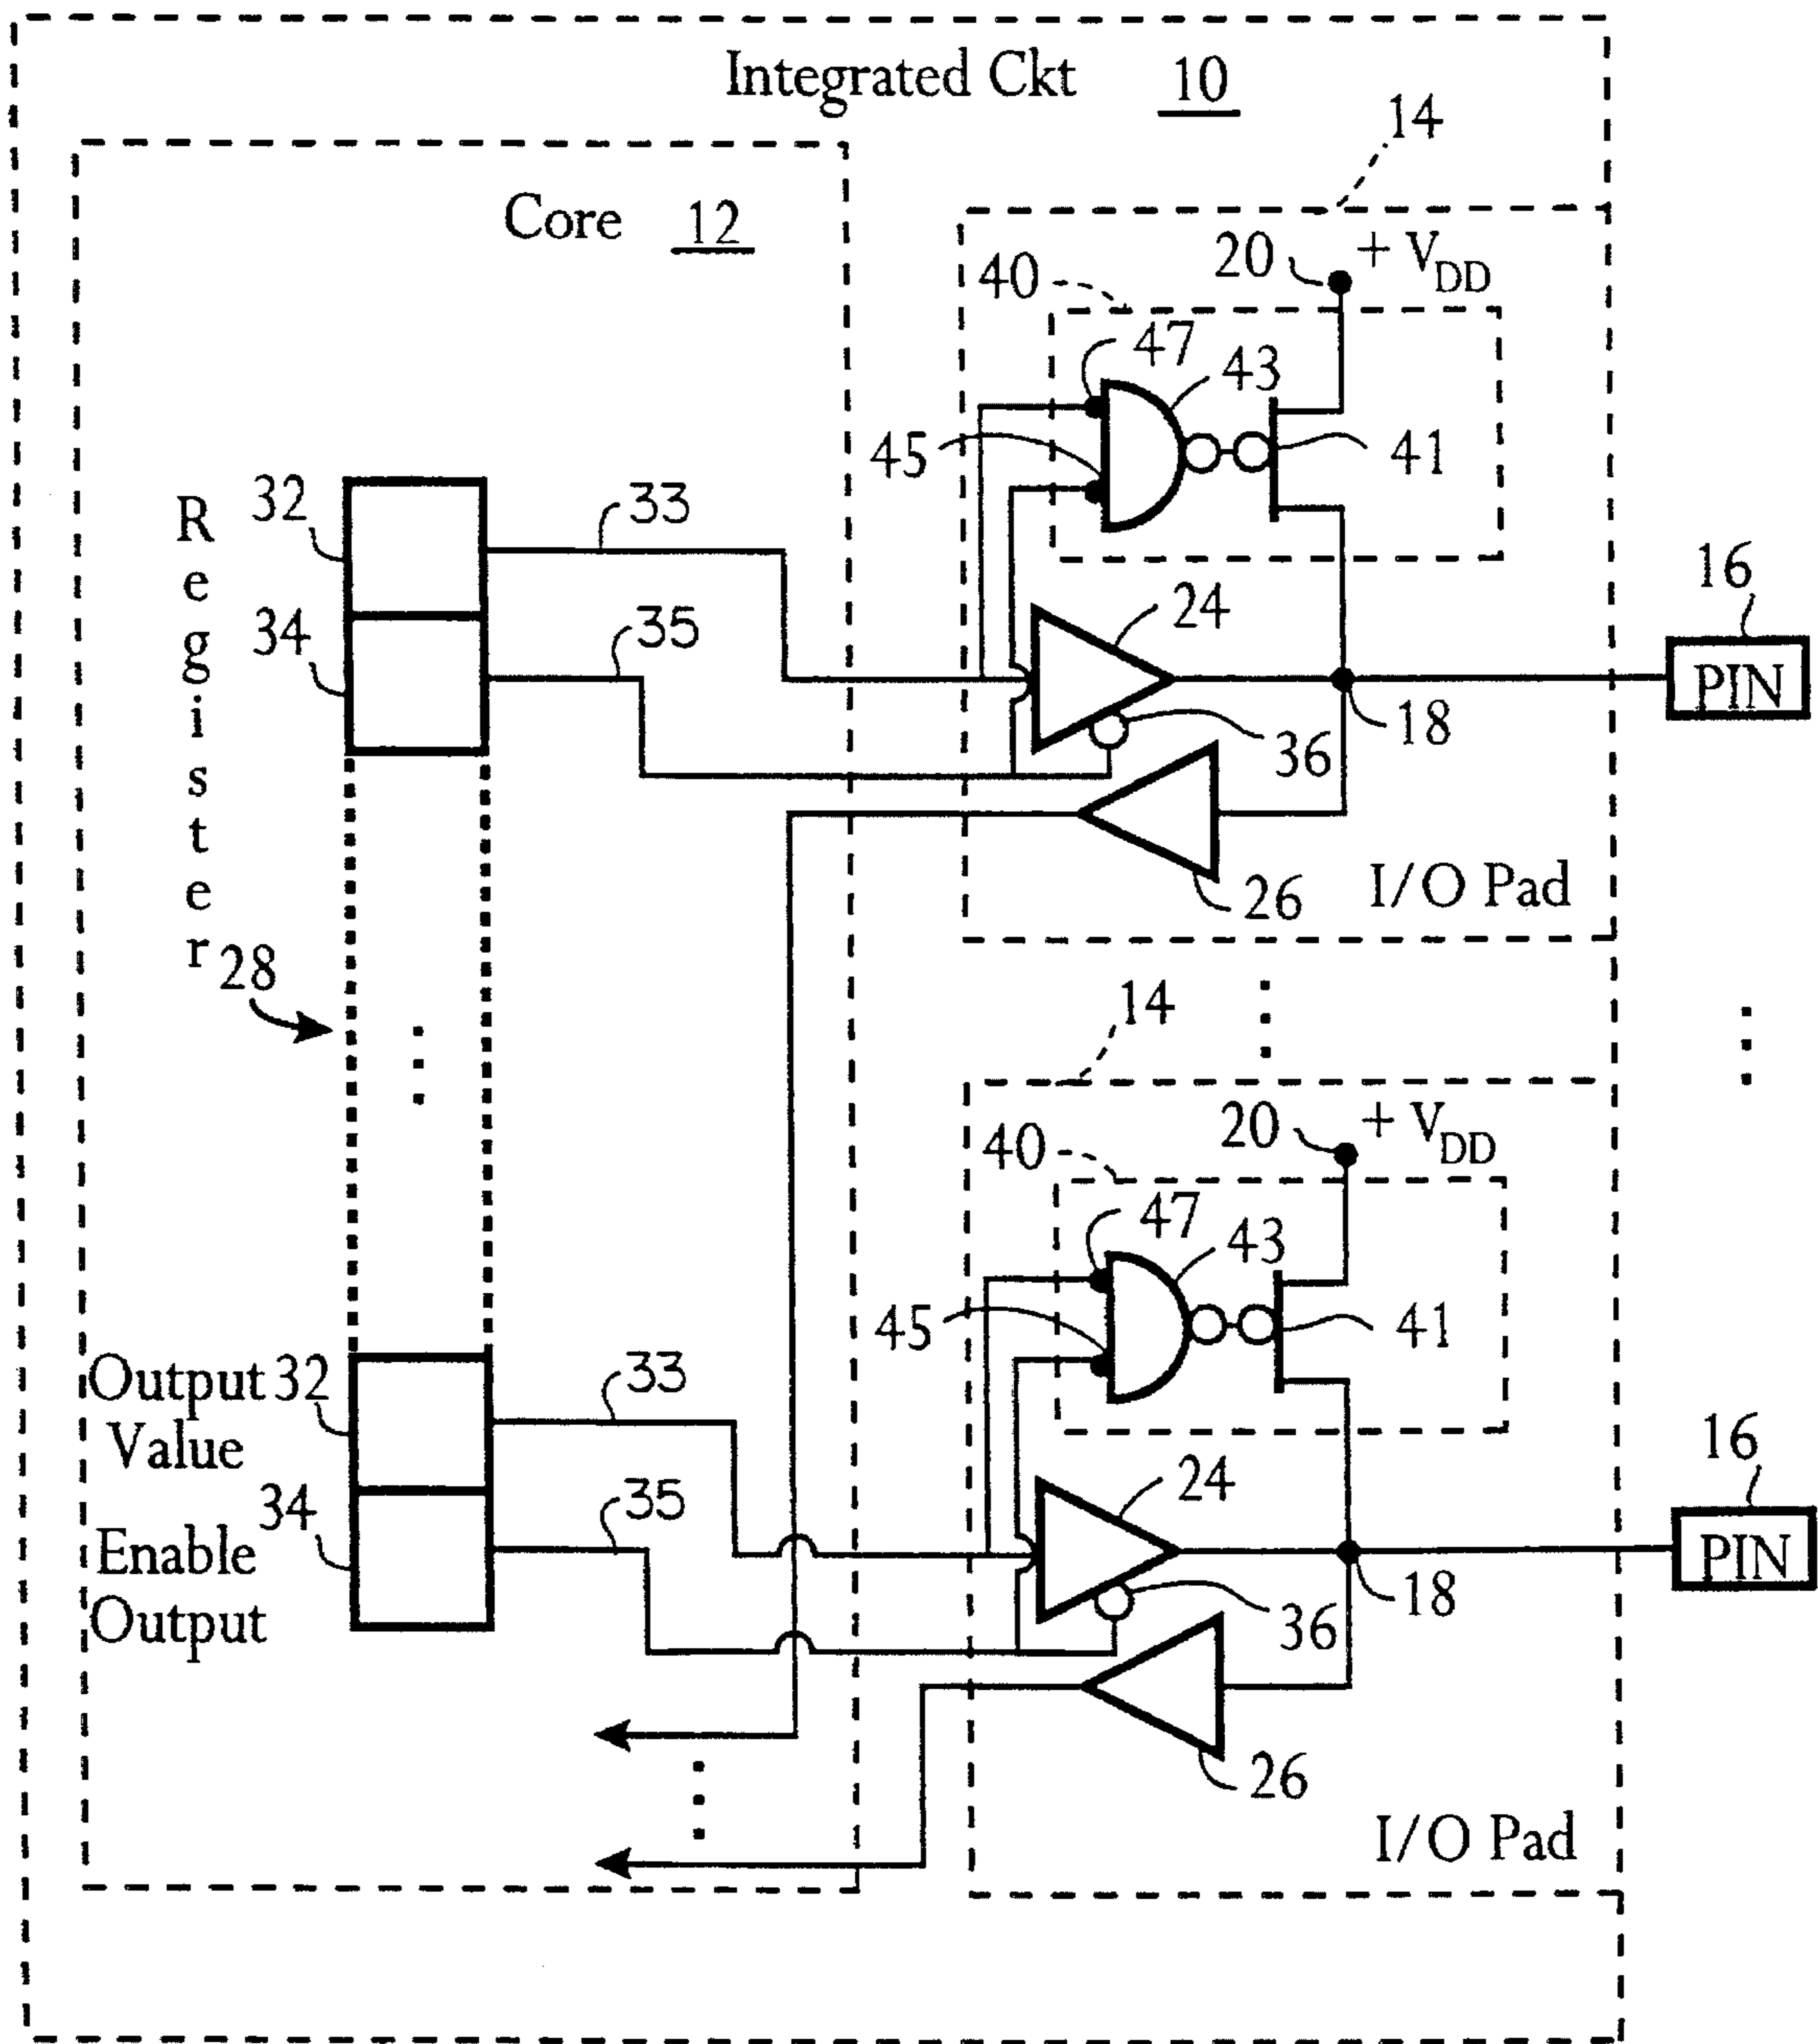 Integrated Ckt 10
14
Core 12
20 + VDD
40
47
43
45
41
Register
32
33
34
35
24
16
PIN
18
36
26
I/O Pad
28
14
20 + VDD
40
47
43
45
41
Output Value
32
33
Enable Output
34
35
24
16
PIN
18
36
26
I/O Pad